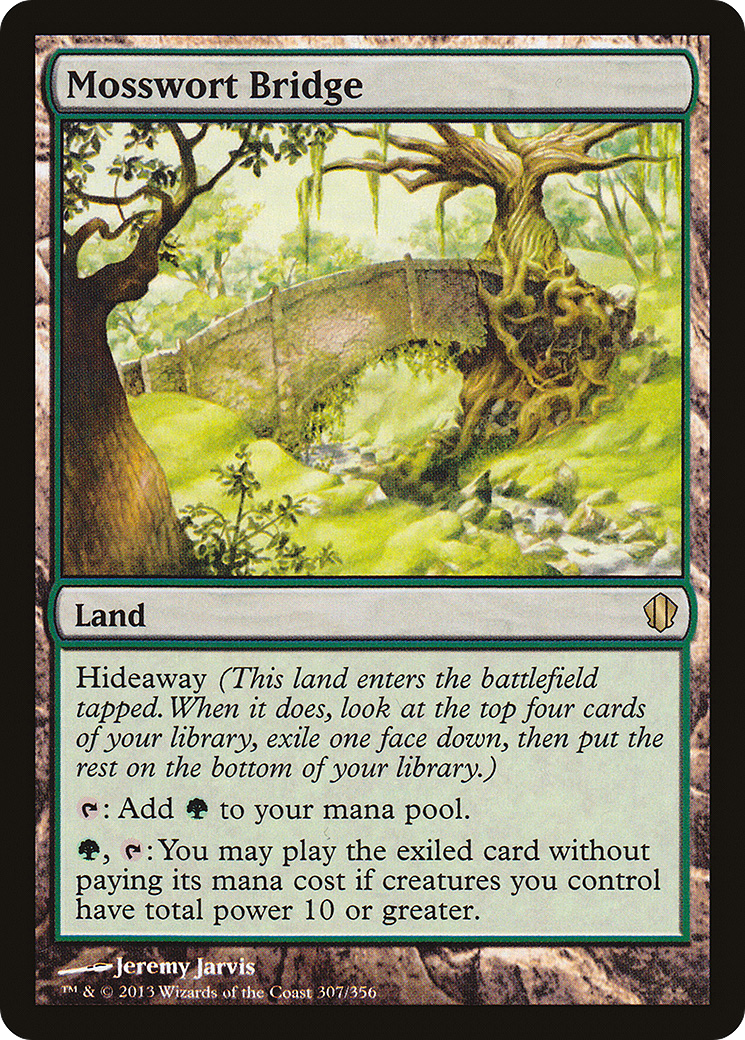 Mosswort Bridge
Land
Hideaway (This land enters the battlefield
tapped. When it does, look at the top four cards
of your library, exile one face down, then put the
rest on the bottom of your library.)
: Add to your mana pool.
, : You may play the exiled card without
paying its mana cost if creatures you control
have total power 10 or greater.
Jeremy Jarvis
™ & © 2013 Wizards of the Coast 307/356